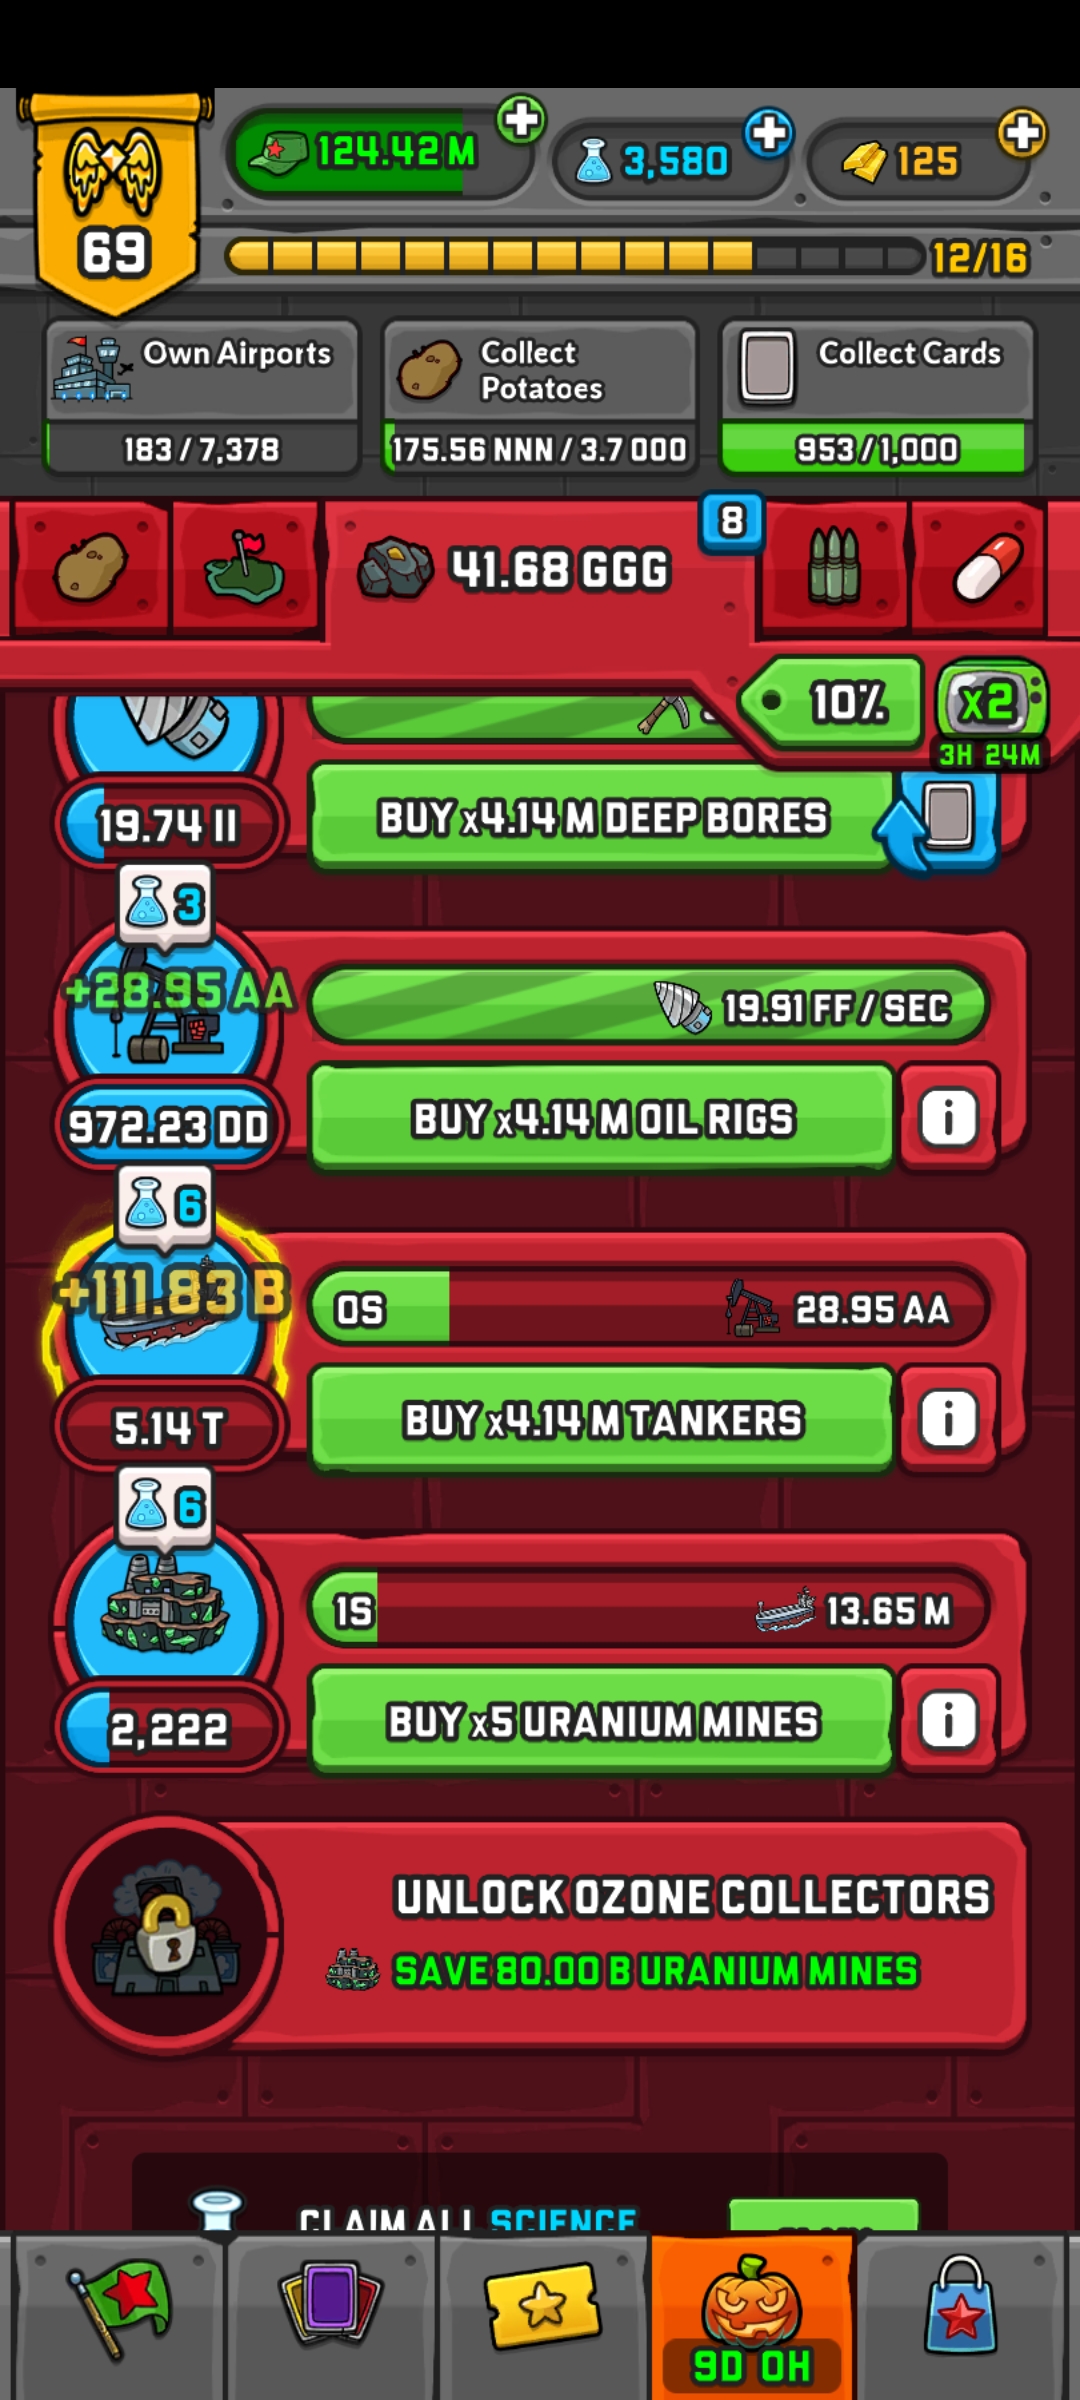 124.42 M
3,580
125
69
12/16
Own Airports
183 / 7,378
Collect
Potatoes
175.56 NNN / 3.7 OOO
Collect Cards
953 / 1,000
41.68 GGG
8
10%
x2
3H 24M
19.74 II
BUY x4.14 M DEEP BORES
3
+28.95 AA
19.91 FF / SEC
972.23 DD
BUY x4.14 M OIL RIGS
i
6
+111.83 B
0S
28.95 AA
5.14 T
BUY x4.14 M TANKERS
i
6
1S
13.65 M
2,222
BUY x5 URANIUM MINES
i
UNLOCK OZONE COLLECTORS
SAVE 80.00 B URANIUM MINES
CLAIM ALL SCIENCE
9D 0H